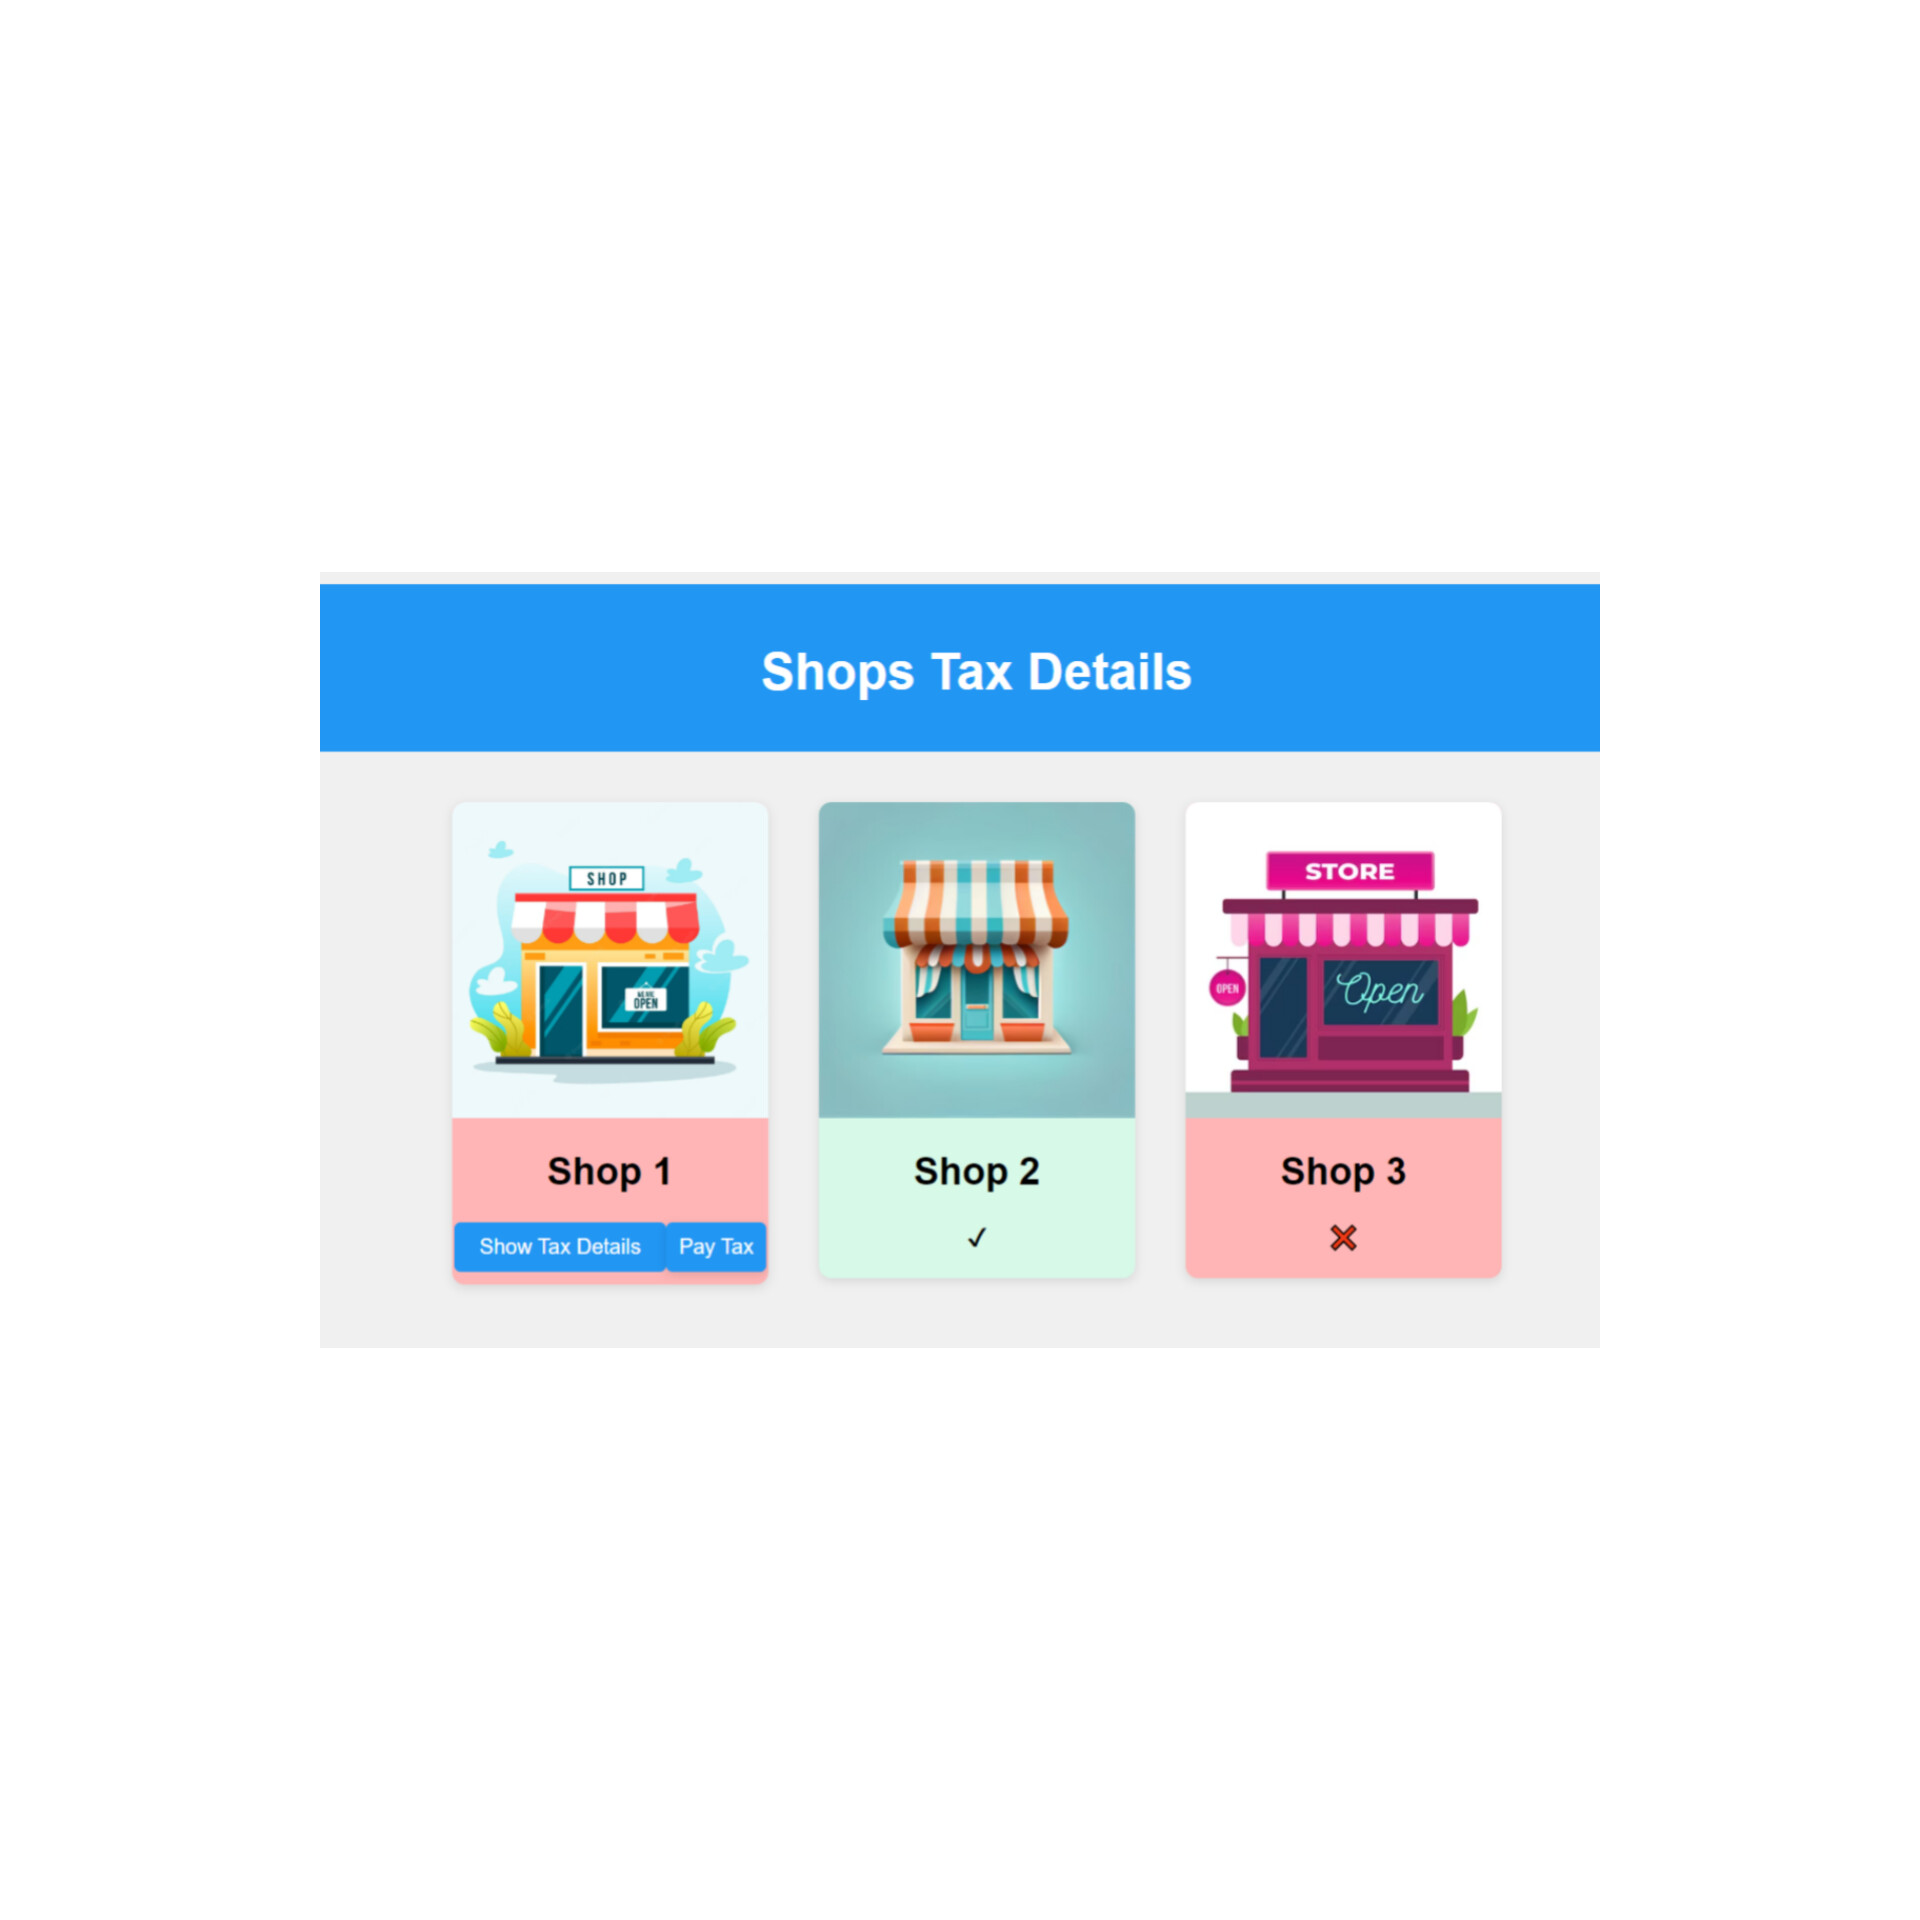 Shops Tax Details
SHOP
WE ARE
OPEN
STORE
OPEN
Open
Shop 1
Shop 2
Shop 3
Show Tax Details Pay Tax